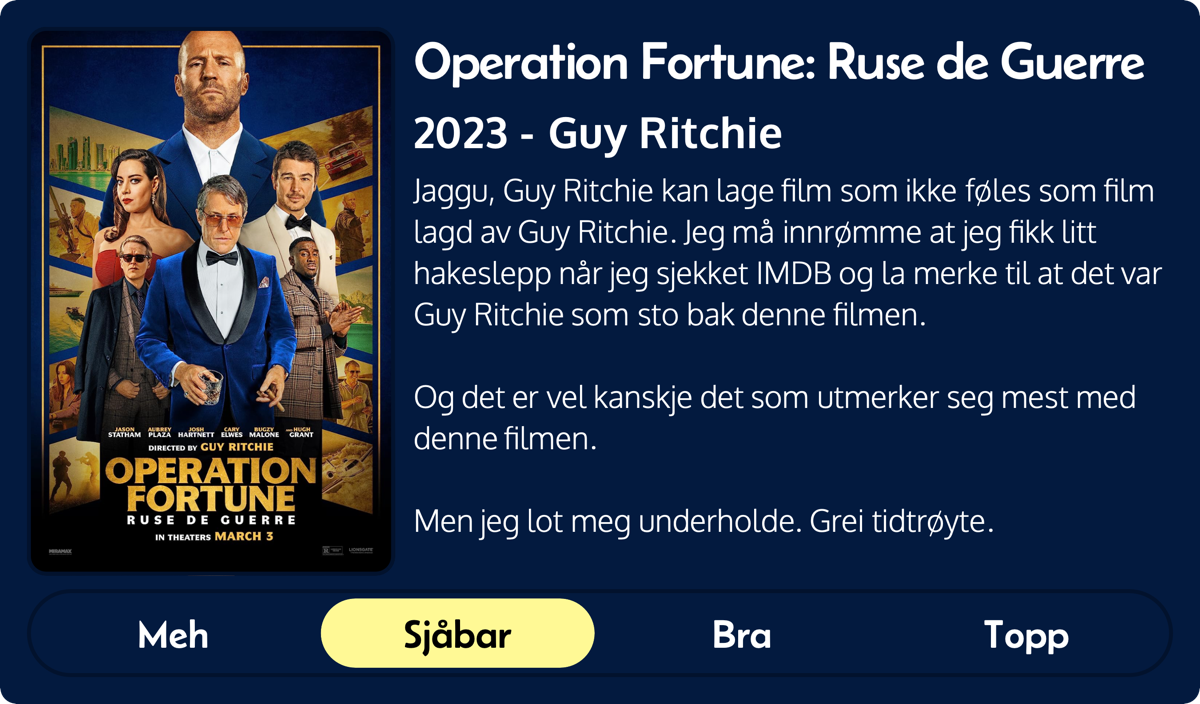 Operation Fortune: Ruse de Guerre
2023 - Guy Ritchie
Jaggu, Guy Ritchie kan lage film som ikke føles som film
lagd av Guy Ritchie. Jeg må innrømme at jeg fikk litt
hakeslepp når jeg sjekket IMDB og la merke til at det var
Guy Ritchie som sto bak denne filmen.
Og det er vel kanskje det som utmerker seg mest med
denne filmen.
Men jeg lot meg underholde. Grei tidtrøyte.
JASON STATHAM AUBREY PLAZA JOSH HARTNETT CARY ELWES BUGZY MALONE AND HUGH GRANT
DIRECTED BY GUY RITCHIE
OPERATION
FORTUNE
RUSE DE GUERRE
IN THEATERS MARCH 3
MIRAMAX
LIONSGATE
Meh Sjåbar Bra Topp